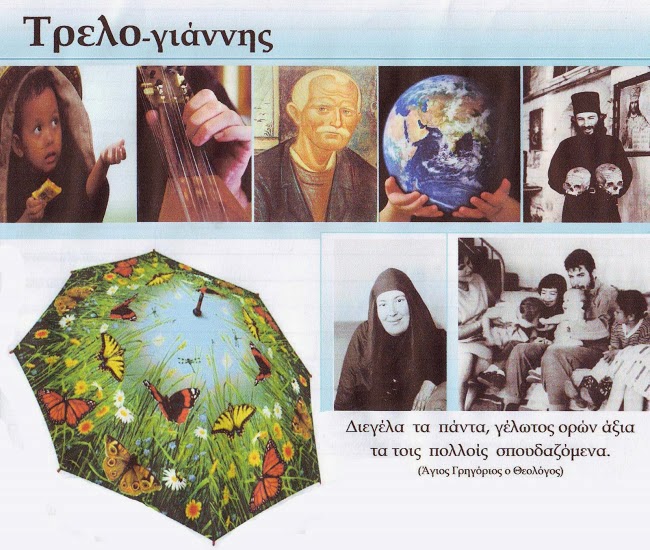 Τρελο-γιάννης
Διεγέλα τα πάντα, γέλωτος ορών άξια
τα τοις πολλοίς σπουδαζόμενα.
(Άγιος Γρηγόριος ο Θεολόγος)